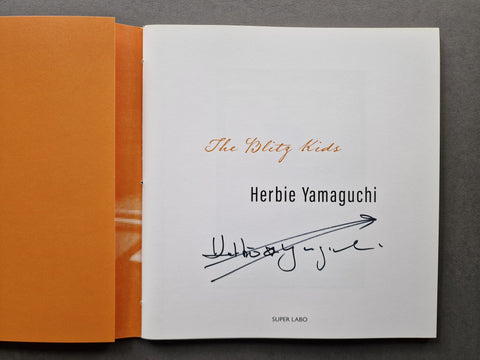 The Blitz Kids
Herbie Yamaguchi
SUPER LABO